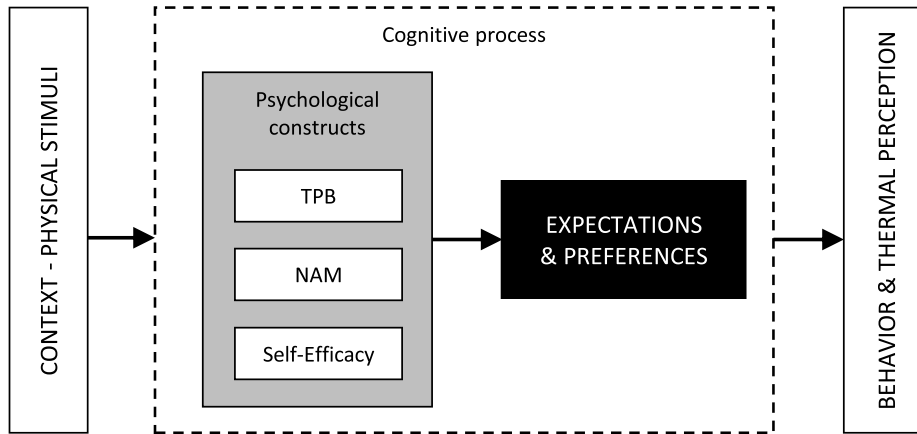 CONTEXT - PHYSICAL STIMULI
Cognitive process
Psychological
constructs
TPB
NAM
Self-Efficacy
EXPECTATIONS
& PREFERENCES
BEHAVIOR & THERMAL PERCEPTION